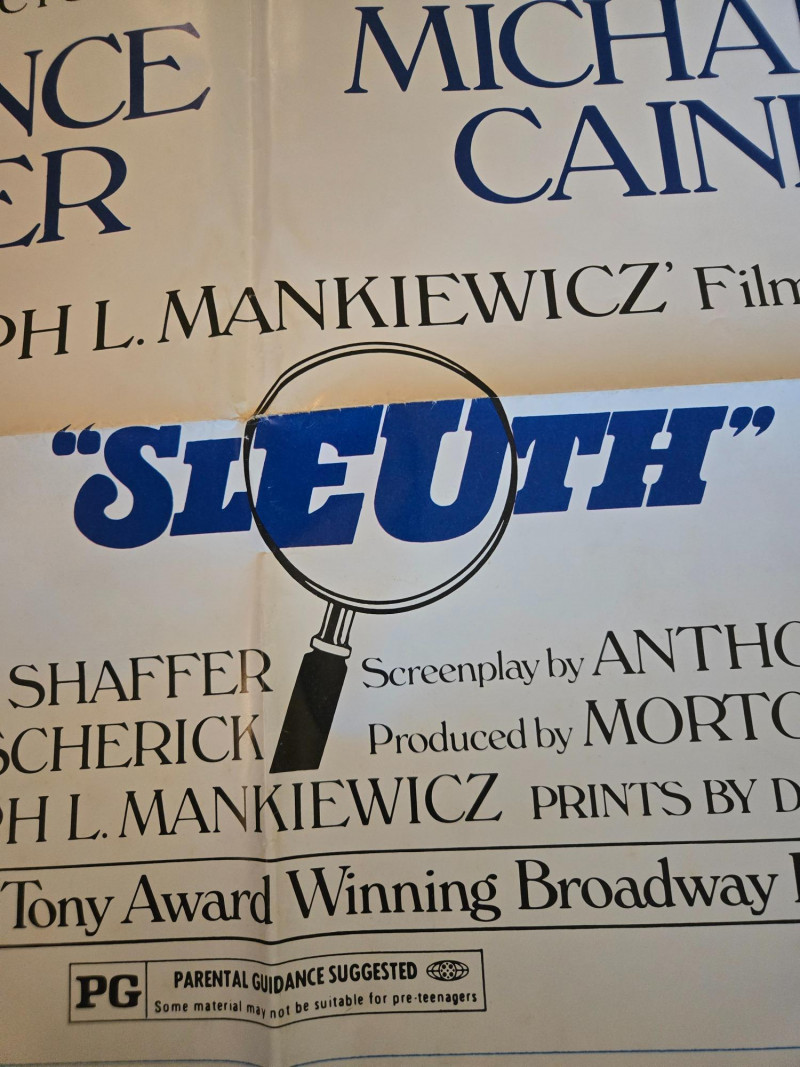 NCE MICHA
ER CAIN
PH L. MANKIEWICZ’ Film
“SLEUTH”
SHAFFER Screenplay by ANTHO
SCHERICK Produced by MORTO
PH L. MANKIEWICZ PRINTS BY D
Tony Award Winning Broadway
PG PARENTAL GUIDANCE SUGGESTED
Some material may not be suitable for pre-teenagers